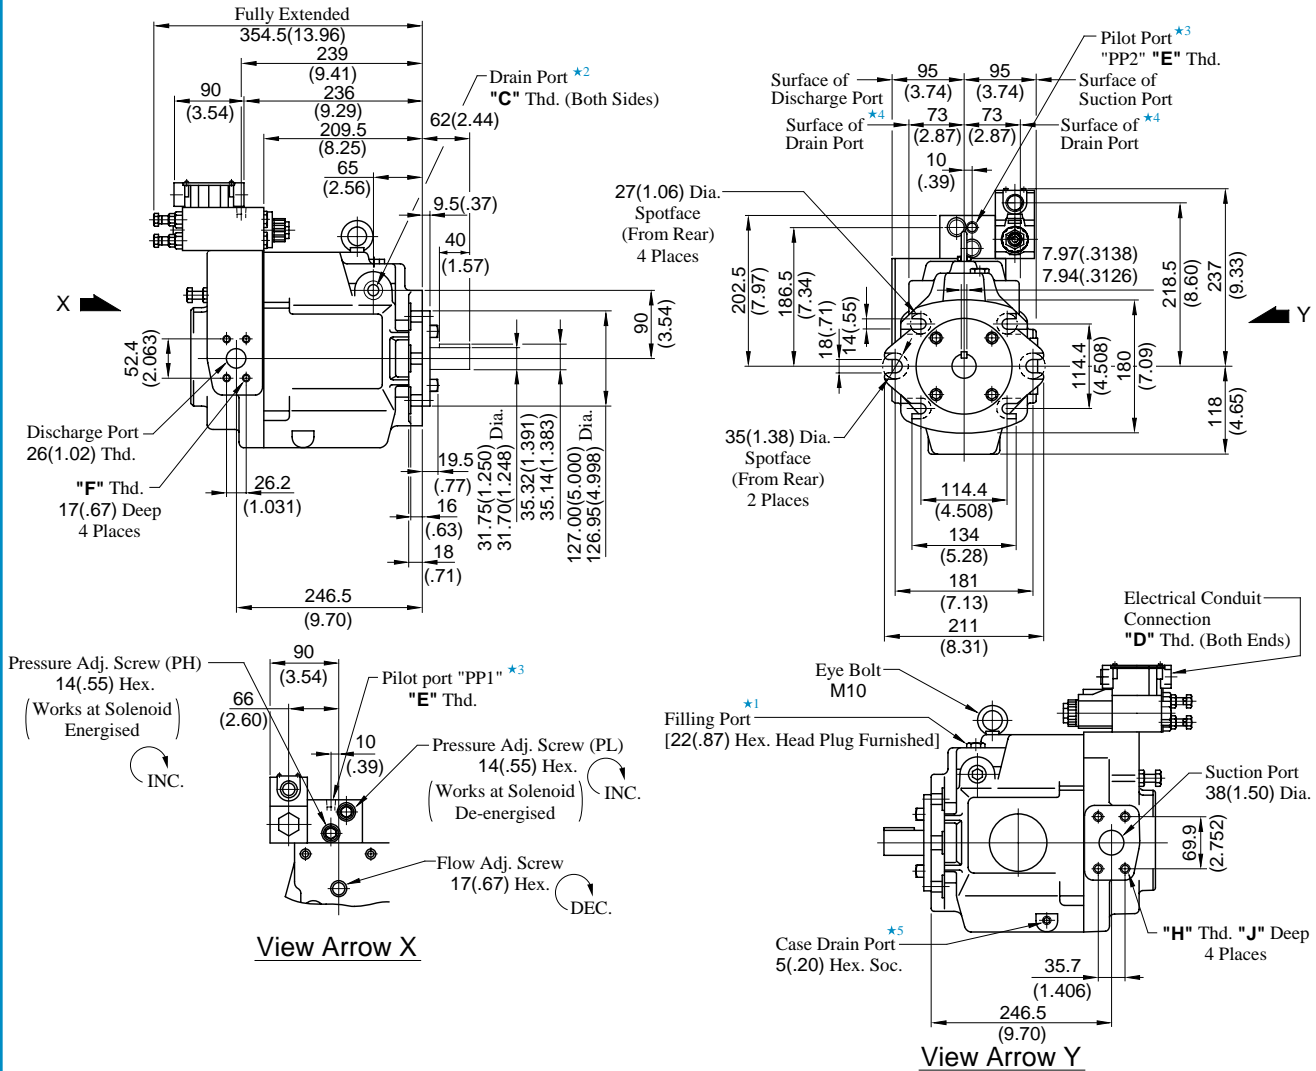 Fully Extended
354.5(13.96)
239
(9.41)
90
(3.54)
236
(9.29)
209.5
(8.25)
62(2.44)
65
(2.56)
9.5(.37)
40
(1.57)
Drain Port ★2
"C" Thd. (Both Sides)
X
52.4
(2.063)
90
(3.54)
Discharge Port
26(1.02) Thd.
"F" Thd.
17(.67) Deep
4 Places
26.2
(1.031)
19.5
(.77)
16
(.63)
18
(.71)
31.75(1.250) Dia.
31.70(1.248)
35.32(1.391)
35.14(1.383)
127.00(5.000) Dia.
126.95(4.998)
246.5
(9.70)
Pilot Port ★3
"PP2" "E" Thd.
Surface of
Discharge Port
95
(3.74)
95
(3.74)
Surface of
Suction Port
★4
Surface of
Drain Port
73
(2.87)
73
(2.87)
★4
Surface of
Drain Port
10
(.39)
27(1.06) Dia.
Spotface
(From Rear)
4 Places
202.5
(7.97)
186.5
(7.34)
18(.71)
14(.55)
7.97(.3138)
7.94(.3126)
218.5
(8.60)
237
(9.33)
Y
114.4
(4.508)
180
(7.09)
118
(4.65)
35(1.38) Dia.
Spotface
(From Rear)
2 Places
114.4
(4.508)
134
(5.28)
181
(7.13)
211
(8.31)
Pressure Adj. Screw (PH)
14(.55) Hex.
(Works at Solenoid
Energised)
INC.
90
(3.54)
66
(2.60)
10
(.39)
Pilot port "PP1" ★3
"E" Thd.
Pressure Adj. Screw (PL)
14(.55) Hex.
(Works at Solenoid
De-energised)
INC.
Flow Adj. Screw
17(.67) Hex.
DEC.
View Arrow X
Electrical Conduit
Connection
"D" Thd. (Both Ends)
Eye Bolt
M10
★1
Filling Port
[22(.87) Hex. Head Plug Furnished]
Suction Port
38(1.50) Dia.
69.9
(2.752)
Case Drain Port ★5
5(.20) Hex. Soc.
"H" Thd. "J" Deep
4 Places
35.7
(1.406)
246.5
(9.70)
View Arrow Y